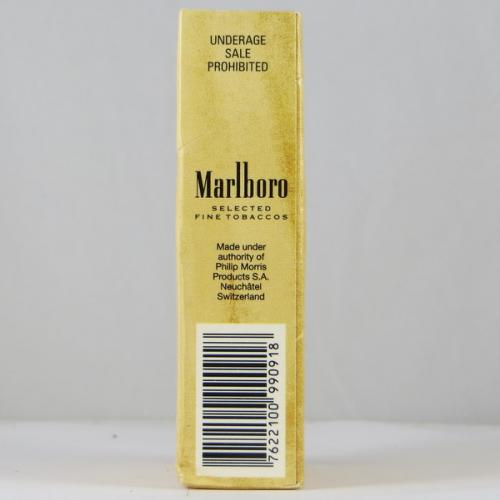 UNDERAGE
SALE
PROHIBITED
Marlboro
SELECTED
FINE TOBACCOS
Made under
authority of
Philip Morris
Products S.A.
Neuchâtel
Switzerland
7622100 990918